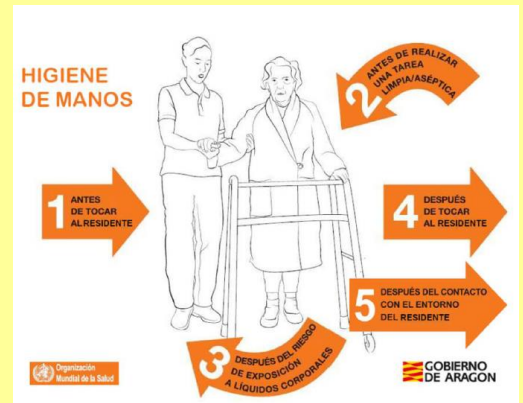 HIGIENE
DE MANOS
1 ANTES
DE TOCAR
AL RESIDENTE
2 ANTES DE REALIZAR
UNA TAREA
LIMPIA/ASÉPTICA
3 DESPUÉS DEL RIESGO
DE EXPOSICIÓN
A LÍQUIDOS CORPORALES
4 DESPUÉS
DE TOCAR
AL RESIDENTE
5 DESPUÉS DEL CONTACTO
CON EL ENTORNO
DEL RESIDENTE
Organización
Mundial de la Salud
GOBIERNO
DE ARAGON